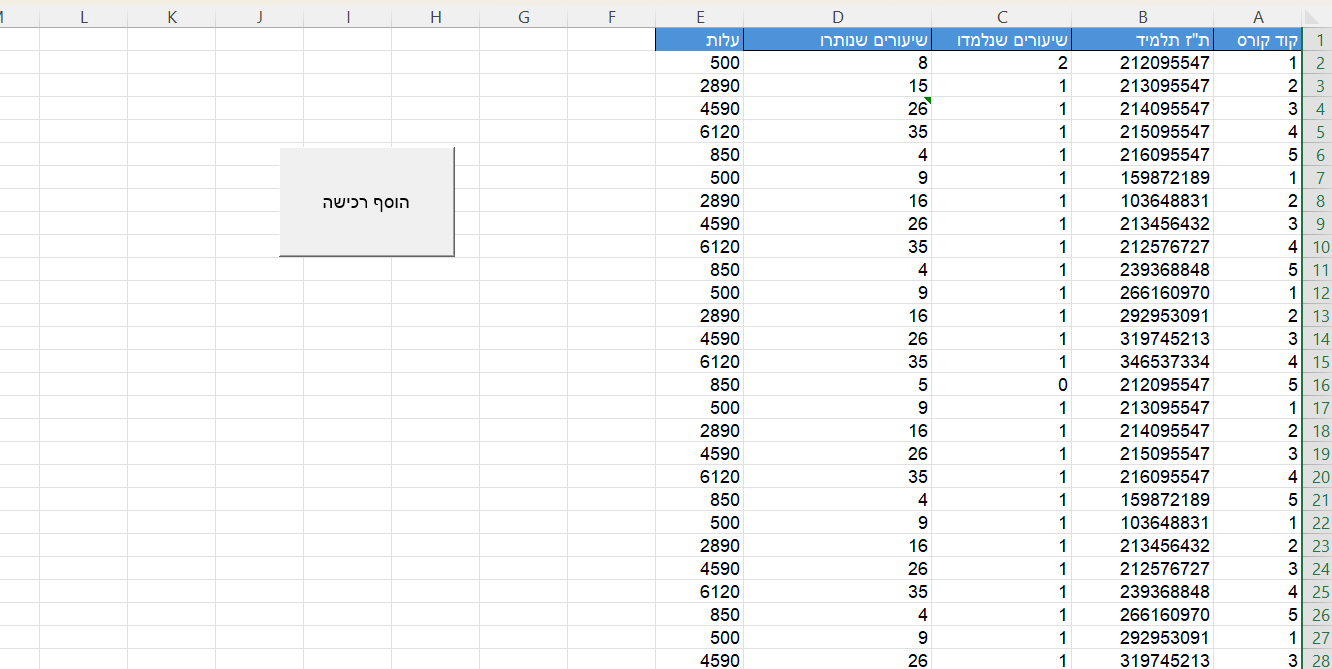 A B C D E F G H I J K L
1 קוד קורס ת"ז תלמיד שיעורים שנלמדו שיעורים שנותרו עלות
2 1 212095547 2 8 500
3 2 213095547 1 15 2890
4 3 214095547 1 26 4590
5 4 215095547 1 35 6120
6 5 216095547 1 4 850
7 1 159872189 1 9 500
8 2 103648831 1 16 2890
9 3 213456432 1 26 4590
10 4 212576727 1 35 6120
11 5 239368848 1 4 850
12 1 266160970 1 9 500
13 2 292953091 1 16 2890
14 3 319745213 1 26 4590
15 4 346537334 1 35 6120
16 5 212095547 0 5 850
17 1 213095547 1 9 500
18 2 214095547 1 16 2890
19 3 215095547 1 26 4590
20 4 216095547 1 35 6120
21 5 159872189 1 4 850
22 1 103648831 1 9 500
23 2 213456432 1 16 2890
24 3 212576727 1 26 4590
25 4 239368848 1 35 6120
26 5 266160970 1 4 850
27 1 292953091 1 9 500
28 3 319745213 1 26 4590
הוסף רכישה